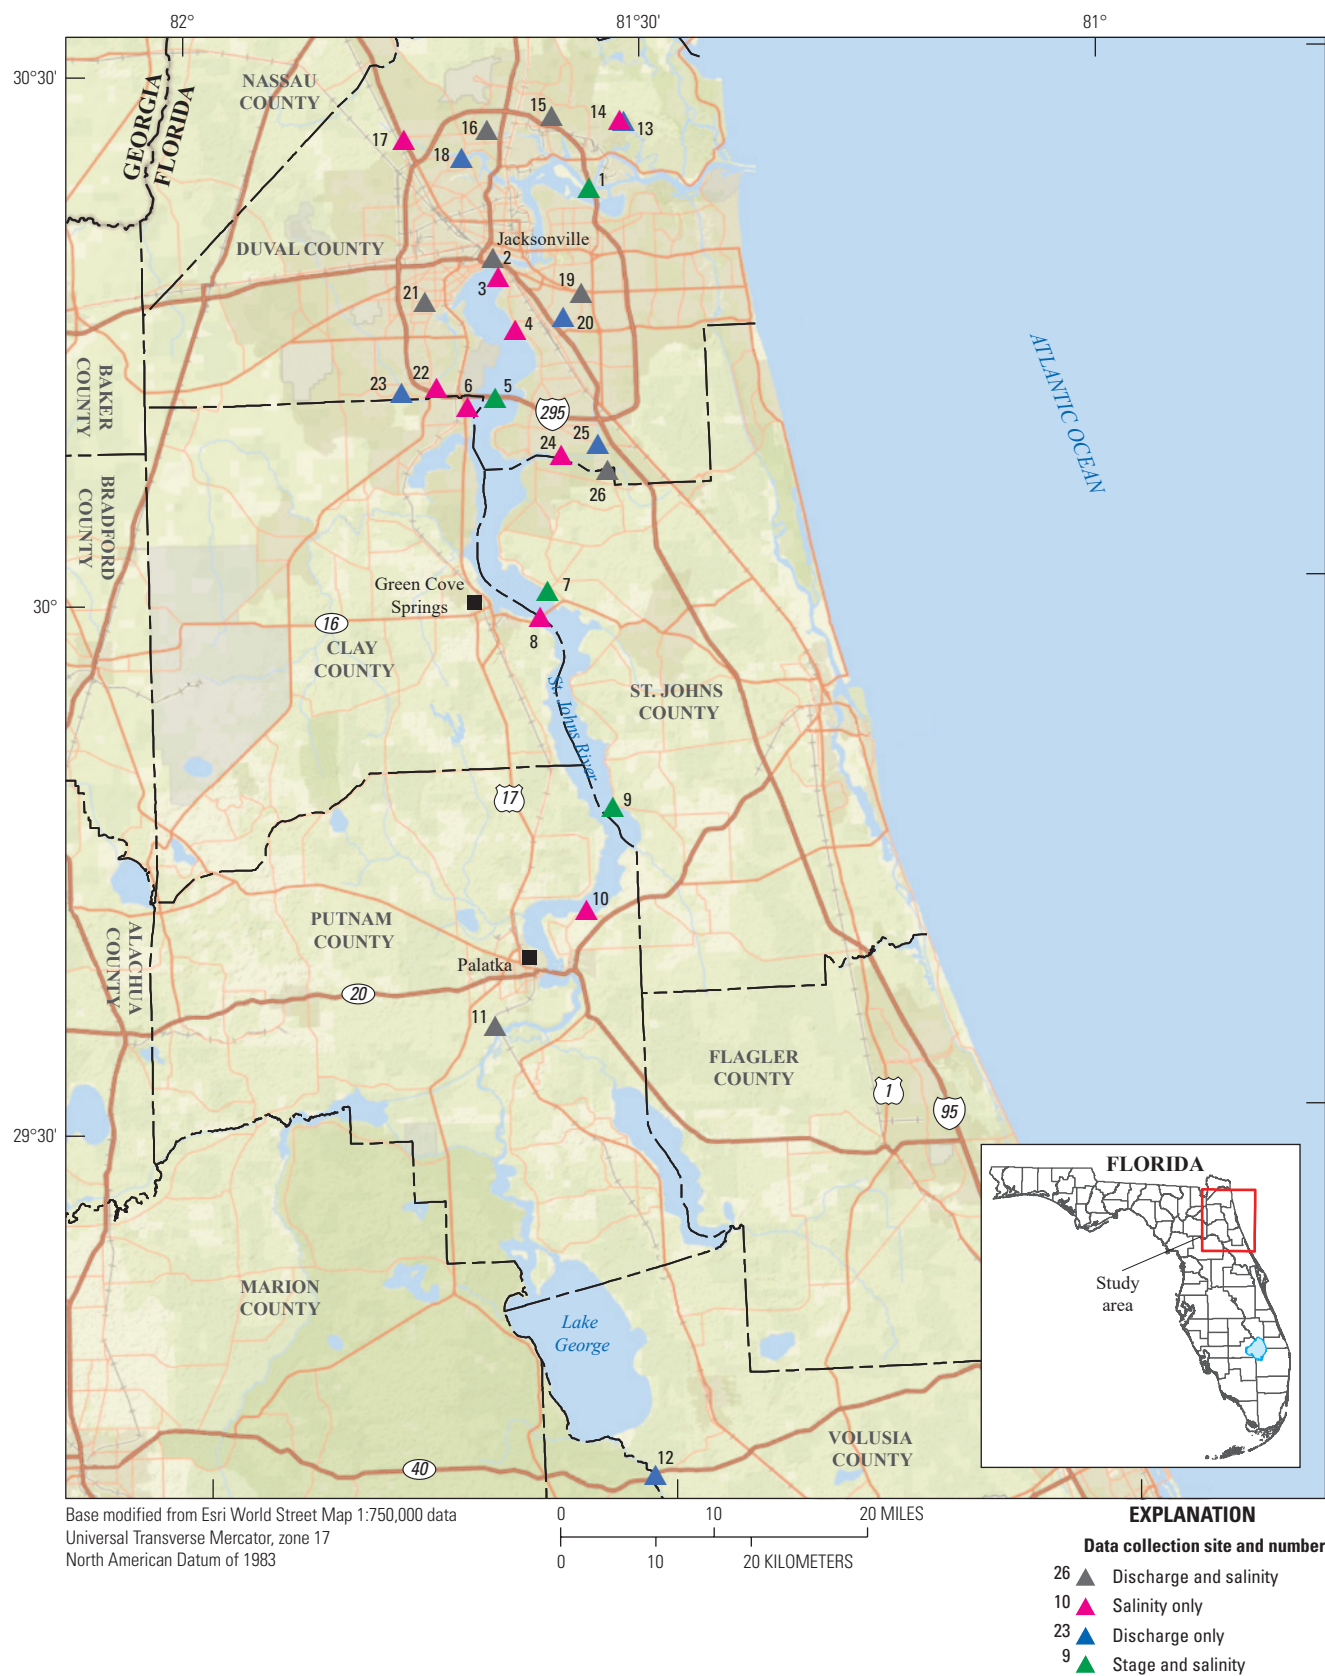 82°
81°30'
81°
30°30'
NASSAU
COUNTY
GEORGIA
FLORIDA
15
14
13
16
17
18
1
DUVAL COUNTY
Jacksonville
2
3
19
21
20
4
BAKER
COUNTY
23
22
6
5
295
24
25
26
ATLANTIC OCEAN
BRADFORD
COUNTY
Green Cove
Springs
7
30°
8
16
CLAY
COUNTY
ST. JOHNS
COUNTY
St. Johns River
17
9
10
PUTNAM
COUNTY
ALACHUA
COUNTY
Palatka
20
11
FLAGLER
COUNTY
1
95
29°30'
FLORIDA
Study
area
MARION
COUNTY
Lake
George
VOLUSIA
COUNTY
12
40
Base modified from Esri World Street Map 1:750,000 data
Universal Transverse Mercator, zone 17
North American Datum of 1983
0 10 20 MILES
0 10 20 KILOMETERS
EXPLANATION
Data collection site and number
26 Discharge and salinity
10 Salinity only
23 Discharge only
9 Stage and salinity